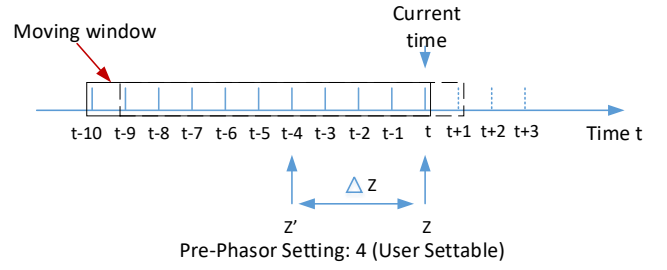 Current
time
Moving window
t-10 t-9 t-8 t-7 t-6 t-5 t-4 t-3 t-2 t-1 t t+1 t+2 t+3 Time t
Δ Z
Z' Z
Pre-Phasor Setting: 4 (User Settable)